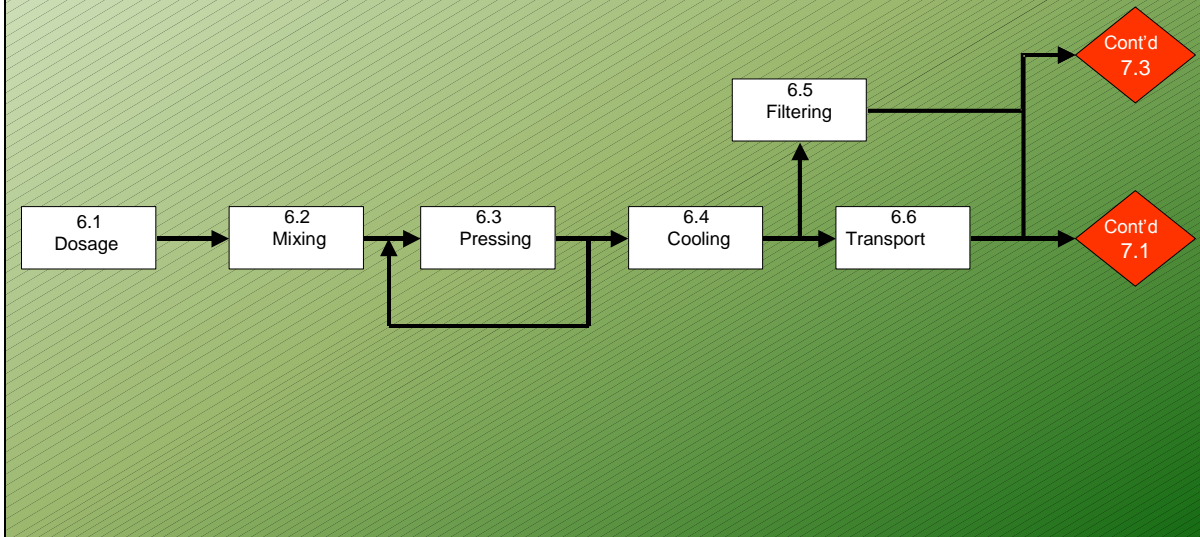 6.1
Dosage
6.2
Mixing
6.3
Pressing
6.4
Cooling
6.5
Filtering
6.6
Transport
Cont'd
7.3
Cont'd
7.1